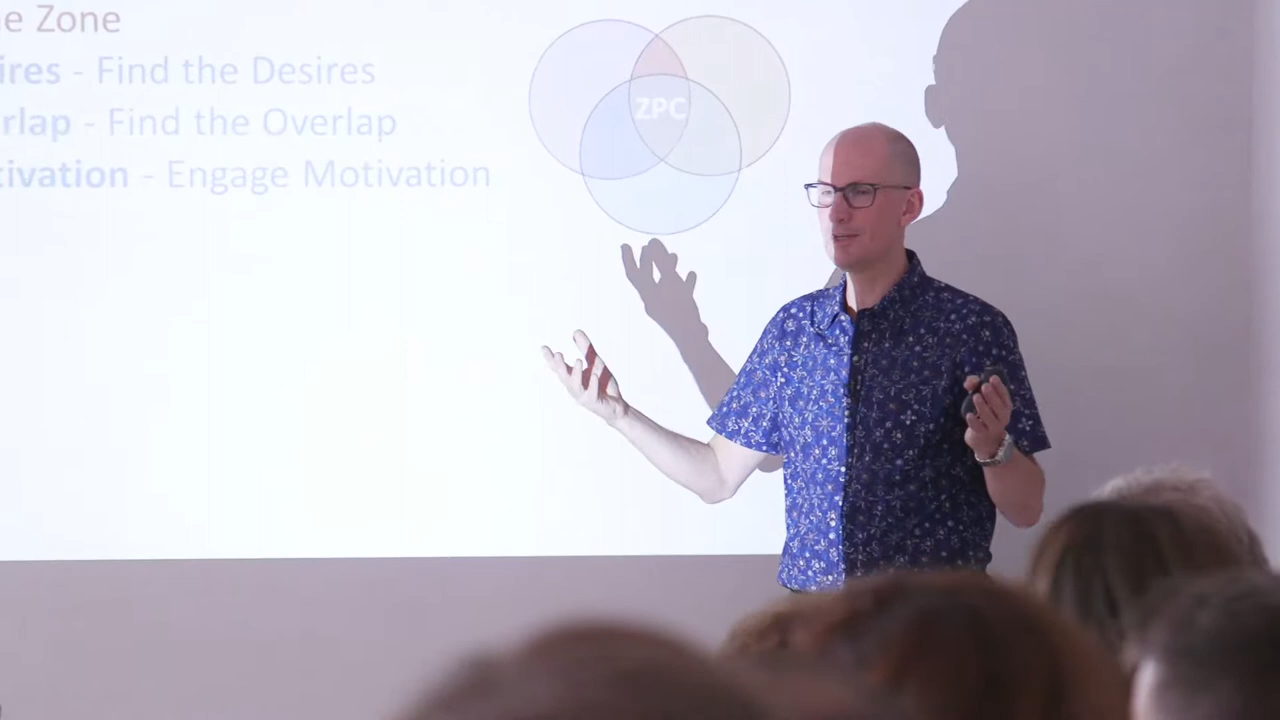 e Zone
ires - Find the Desires
rlap - Find the Overlap
tivation - Engage Motivation
ZPC